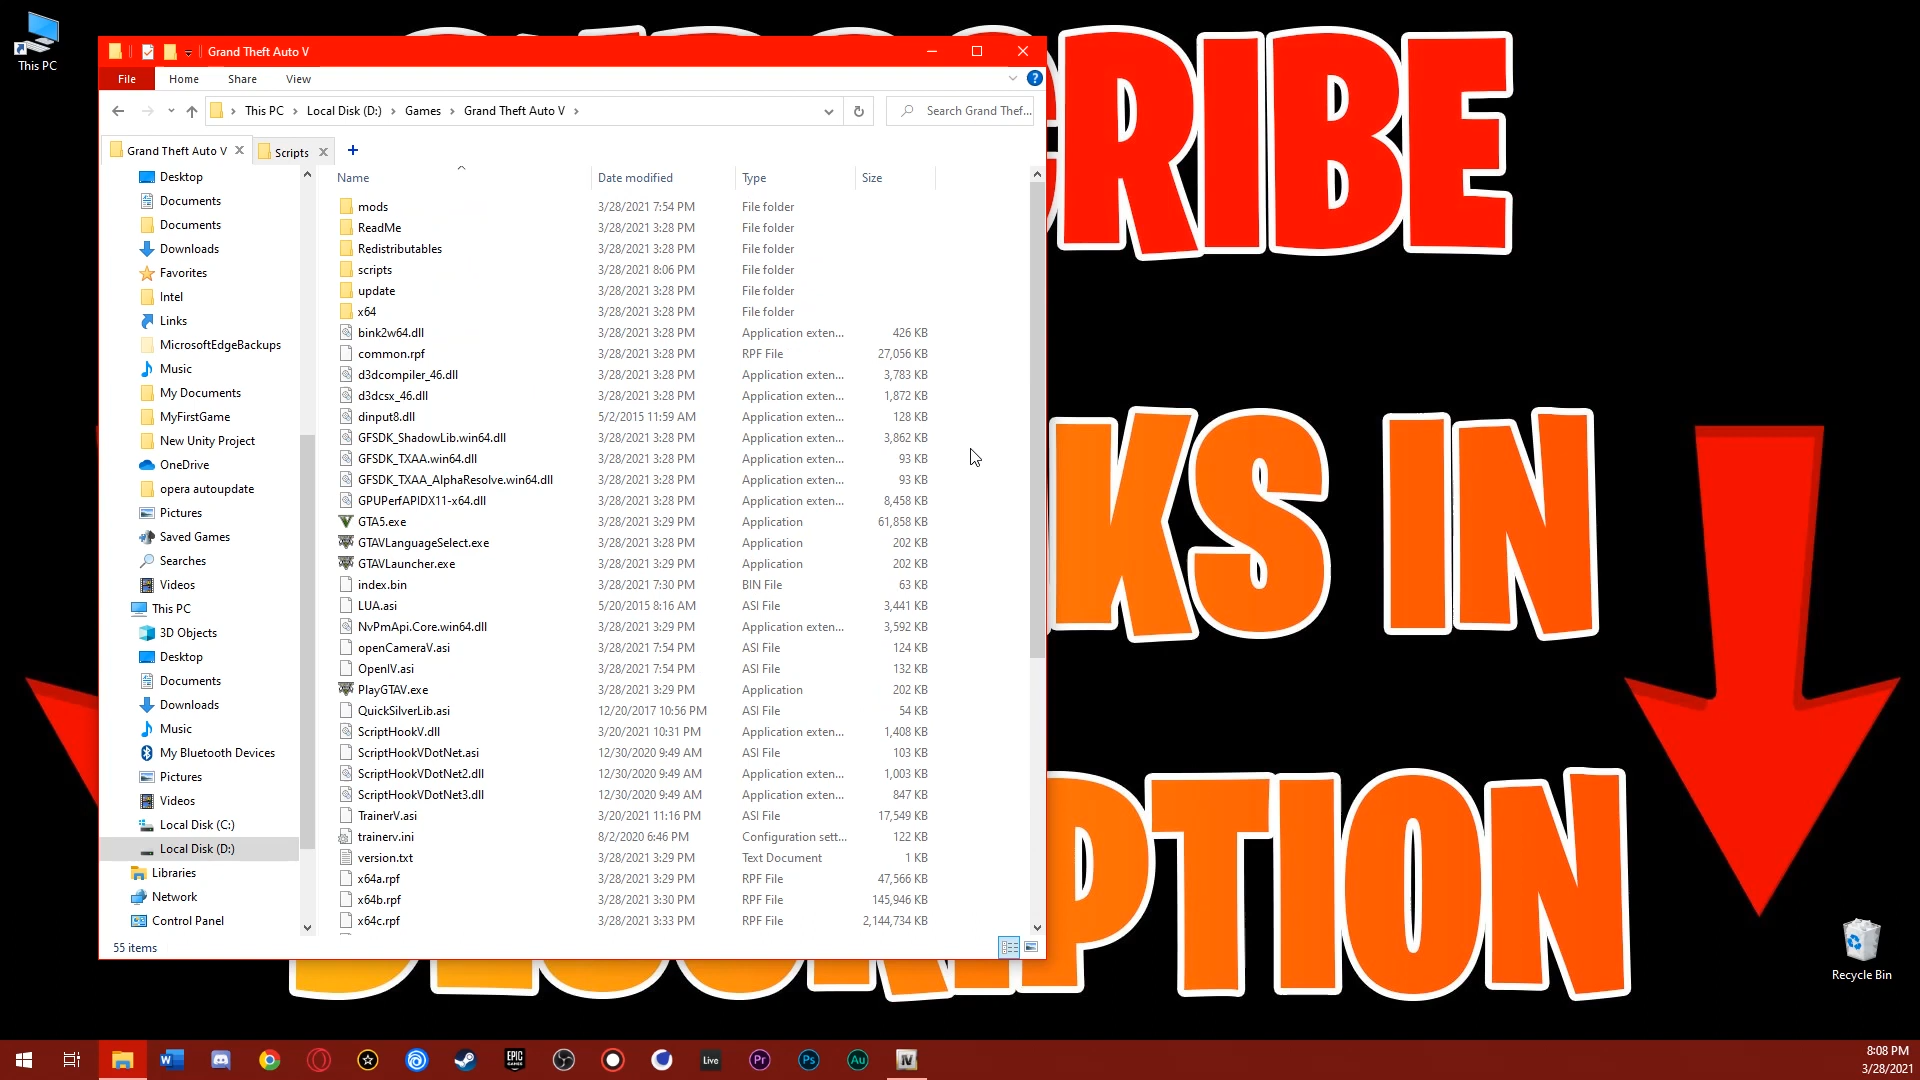 This PC
Grand Theft Auto V
File Home Share View
This PC Local Disk (D:) Games Grand Theft Auto V
Search Grand Thef...
Grand Theft Auto V Scripts
Desktop
Documents
Documents
Downloads
Favorites
Intel
Links
MicrosoftEdgeBackups
Music
My Documents
MyFirstGame
New Unity Project
OneDrive
opera autoupdate
Pictures
Saved Games
Searches
Videos
This PC
3D Objects
Desktop
Documents
Downloads
Music
My Bluetooth Devices
Pictures
Videos
Local Disk (C:)
Local Disk (D:)
Libraries
Network
Control Panel
Name Date modified Type Size
mods 3/28/2021 7:54 PM File folder
ReadMe 3/28/2021 3:28 PM File folder
Redistributables 3/28/2021 3:28 PM File folder
scripts 3/28/2021 8:06 PM File folder
update 3/28/2021 3:28 PM File folder
x64 3/28/2021 3:28 PM File folder
bink2w64.dll 3/28/2021 3:28 PM Application exten... 426 KB
common.rpf 3/28/2021 3:28 PM RPF File 27,056 KB
d3dcompiler_46.dll 3/28/2021 3:28 PM Application exten... 3,783 KB
d3dcsx_46.dll 3/28/2021 3:28 PM Application exten... 1,872 KB
dinput8.dll 5/2/2015 11:59 AM Application exten... 128 KB
GFSDK_ShadowLib.win64.dll 3/28/2021 3:28 PM Application exten... 3,862 KB
GFSDK_TXAA.win64.dll 3/28/2021 3:28 PM Application exten... 93 KB
GFSDK_TXAA_AlphaResolve.win64.dll 3/28/2021 3:28 PM Application exten... 93 KB
GPUPerfAPIDX11-x64.dll 3/28/2021 3:28 PM Application exten... 8,458 KB
GTA5.exe 3/28/2021 3:29 PM Application 61,858 KB
GTAVLanguageSelect.exe 3/28/2021 3:28 PM Application 202 KB
GTAVLauncher.exe 3/28/2021 3:29 PM Application 202 KB
index.bin 3/28/2021 7:30 PM BIN File 63 KB
LUA.asi 5/20/2015 8:16 AM ASI File 3,441 KB
NvPmApi.Core.win64.dll 3/28/2021 3:29 PM Application exten... 3,592 KB
openCameraV.asi 3/28/2021 7:54 PM ASI File 124 KB
OpenIV.asi 3/28/2021 7:54 PM ASI File 132 KB
PlayGTAV.exe 3/28/2021 3:29 PM Application 202 KB
QuickSilverLib.asi 12/20/2017 10:56 PM ASI File 54 KB
ScriptHookV.dll 3/20/2021 10:31 PM Application exten... 1,408 KB
ScriptHookVDotNet.asi 12/30/2020 9:49 AM ASI File 103 KB
ScriptHookVDotNet2.dll 12/30/2020 9:49 AM Application exten... 1,003 KB
ScriptHookVDotNet3.dll 12/30/2020 9:49 AM Application exten... 847 KB
TrainerV.asi 3/20/2021 11:16 PM ASI File 17,549 KB
trainerv.ini 8/2/2020 6:46 PM Configuration sett... 122 KB
version.txt 3/28/2021 3:29 PM Text Document 1 KB
x64a.rpf 3/28/2021 3:29 PM RPF File 47,566 KB
x64b.rpf 3/28/2021 3:30 PM RPF File 145,946 KB
x64c.rpf 3/28/2021 3:33 PM RPF File 2,144,734 KB
55 items
RIBE
KS IN
PTION
Recycle Bin
EPIC GAMES
Live
Pr
Ps
Au
IV
8:08 PM
3/28/2021